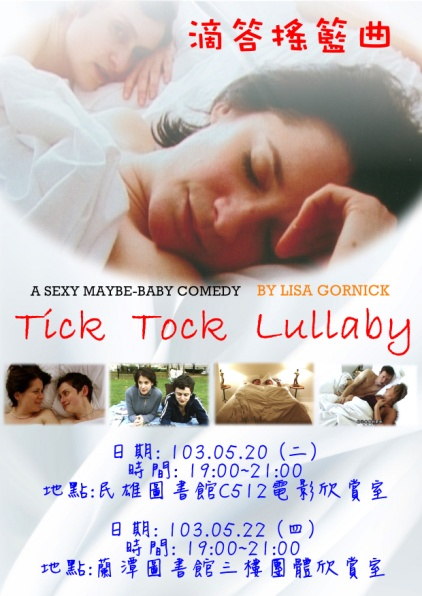 滴答搖籃曲
A SEXY MAYBE-BABY COMEDY BY LISA GORNICK
Tick Tock Lullaby
日期: 103.05.20 (二)
時間: 19:00~21:00
地點:民雄圖書館C512電影欣賞室
日期: 103.05.22 (四)
時間: 19:00~21:00
地點:蘭潭圖書館三樓團體欣賞室